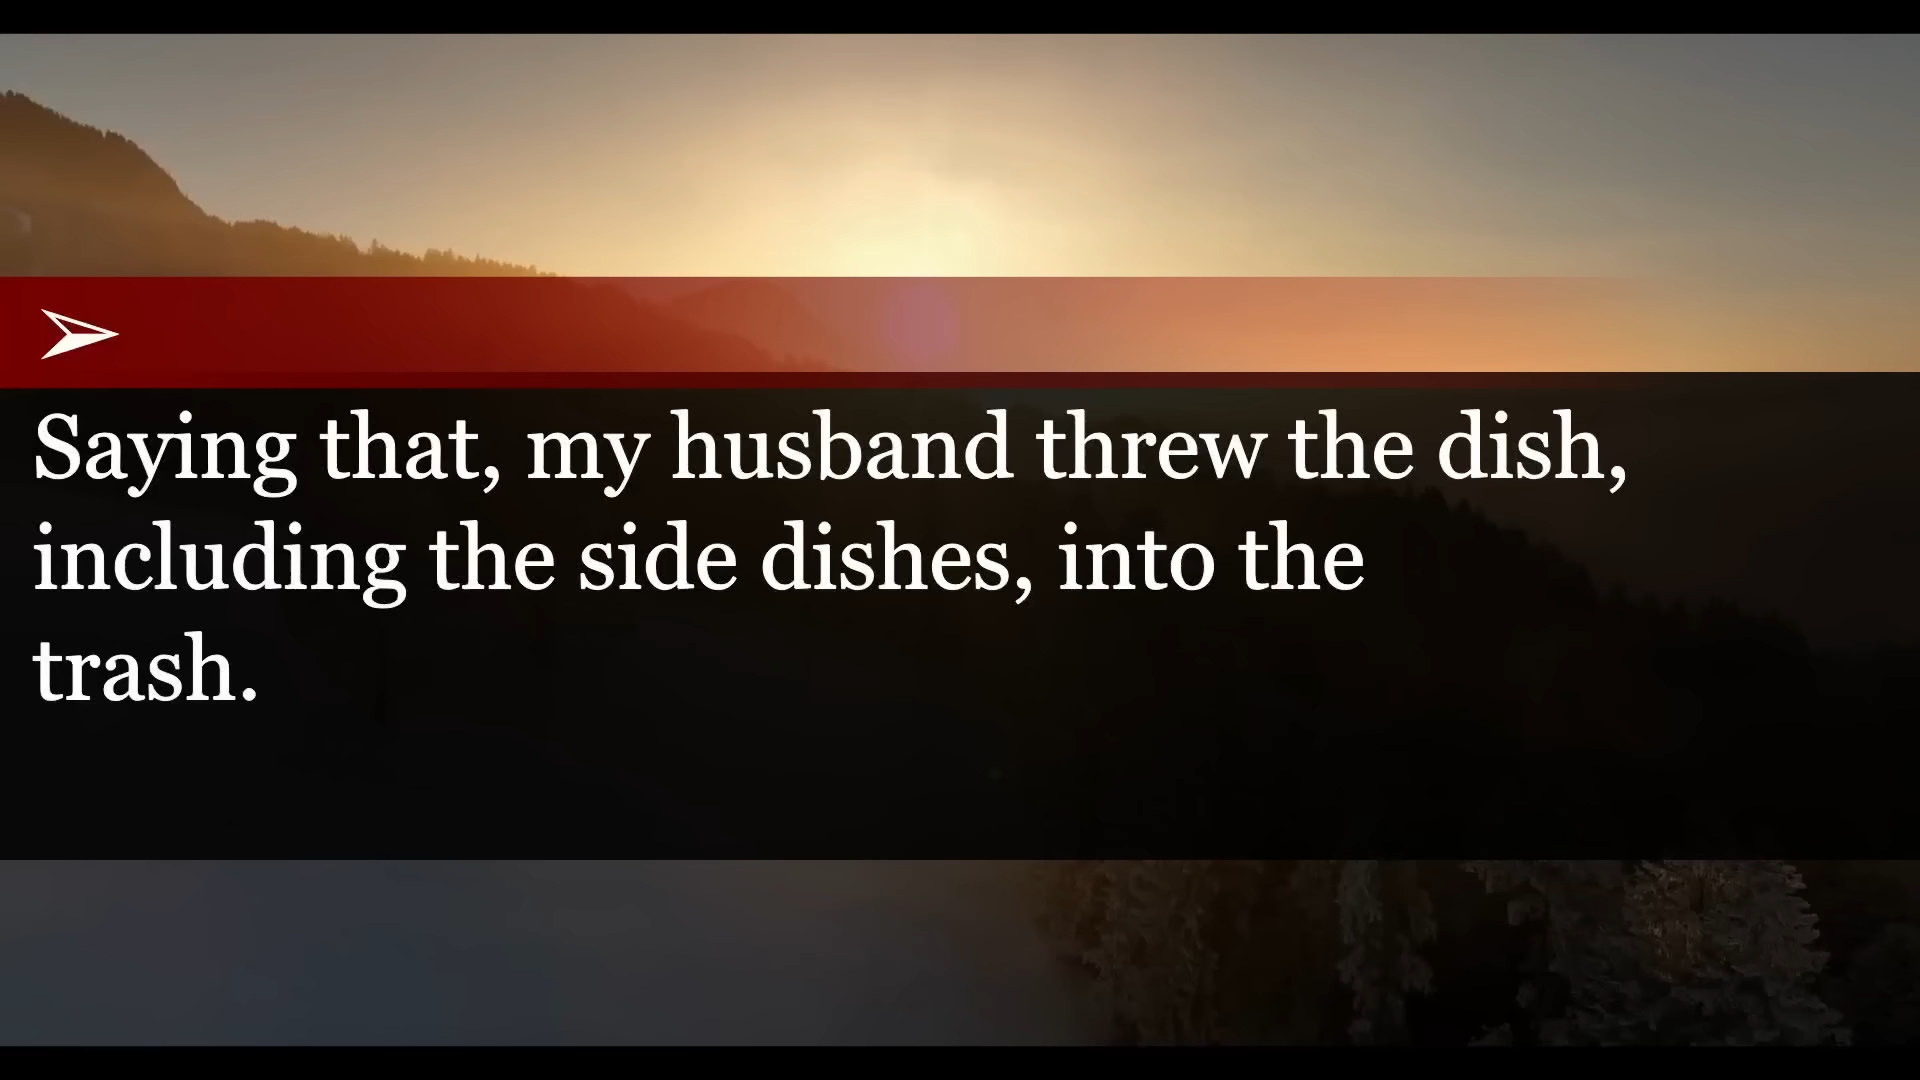 Saying that, my husband threw the dish,
including the side dishes, into the
trash.